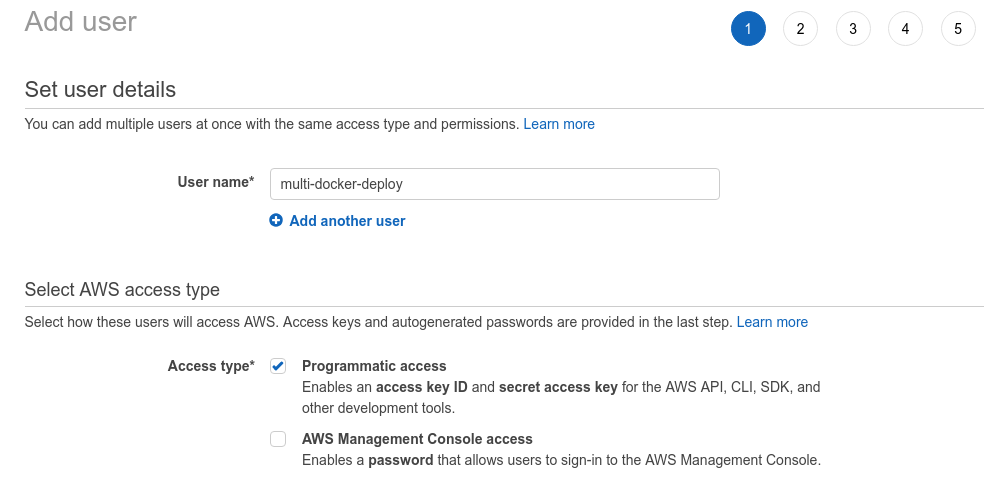 Add user
1 2 3 4 5
Set user details
You can add multiple users at once with the same access type and permissions. Learn more
User name* multi-docker-deploy
Add another user
Select AWS access type
Select how these users will access AWS. Access keys and autogenerated passwords are provided in the last step. Learn more
Access type* Programmatic access
Enables an access key ID and secret access key for the AWS API, CLI, SDK, and
other development tools.
AWS Management Console access
Enables a password that allows users to sign-in to the AWS Management Console.